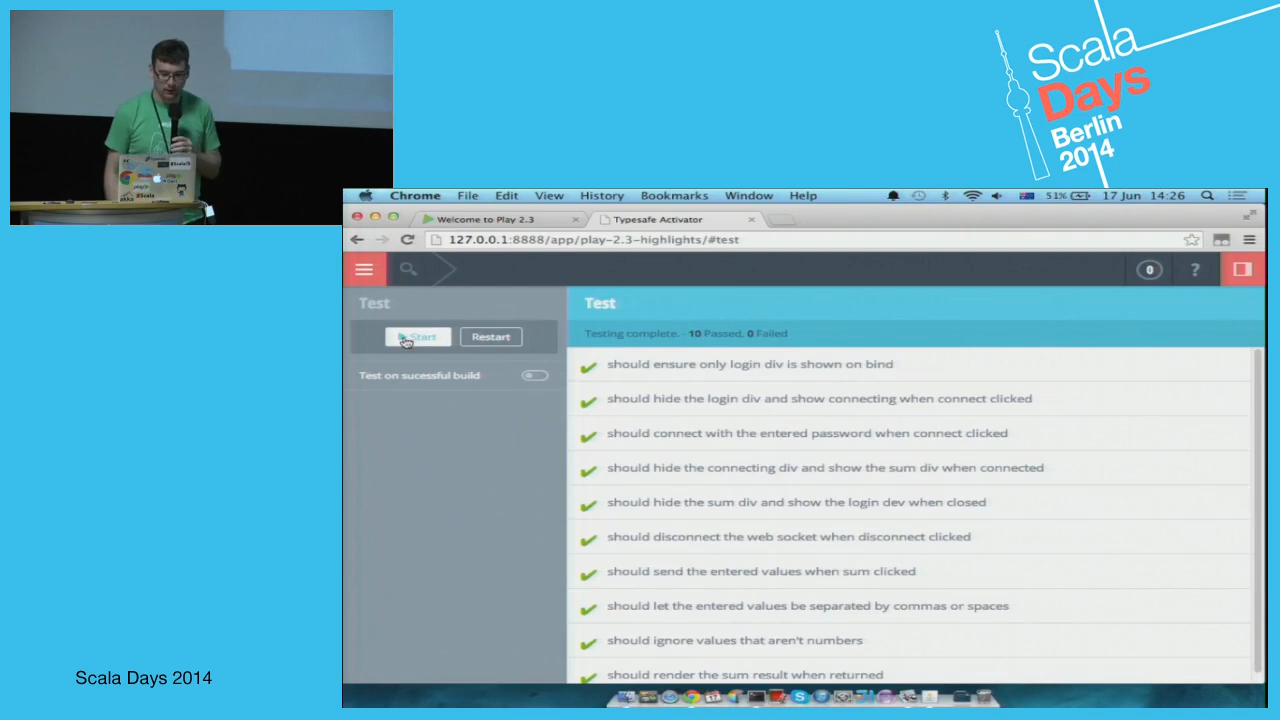 Scala
Days
Berlin
2014
Chrome File Edit View History Bookmarks Window Help 51% 17 Jun 14:26
Welcome to Play 2.3
Typesafe Activator
127.0.0.1:8888/app/play-2.3-highlights/#test
0 ?
Test
Start
Restart
Test on sucessful build
Test
Testing complete. - 10 Passed, 0 Failed
should ensure only login div is shown on bind
should hide the login div and show connecting when connect clicked
should connect with the entered password when connect clicked
should hide the connecting div and show the sum div when connected
should hide the sum div and show the login dev when closed
should disconnect the web socket when disconnect clicked
should send the entered values when sum clicked
should let the entered values be separated by commas or spaces
should ignore values that aren't numbers
should render the sum result when returned
Scala Days 2014